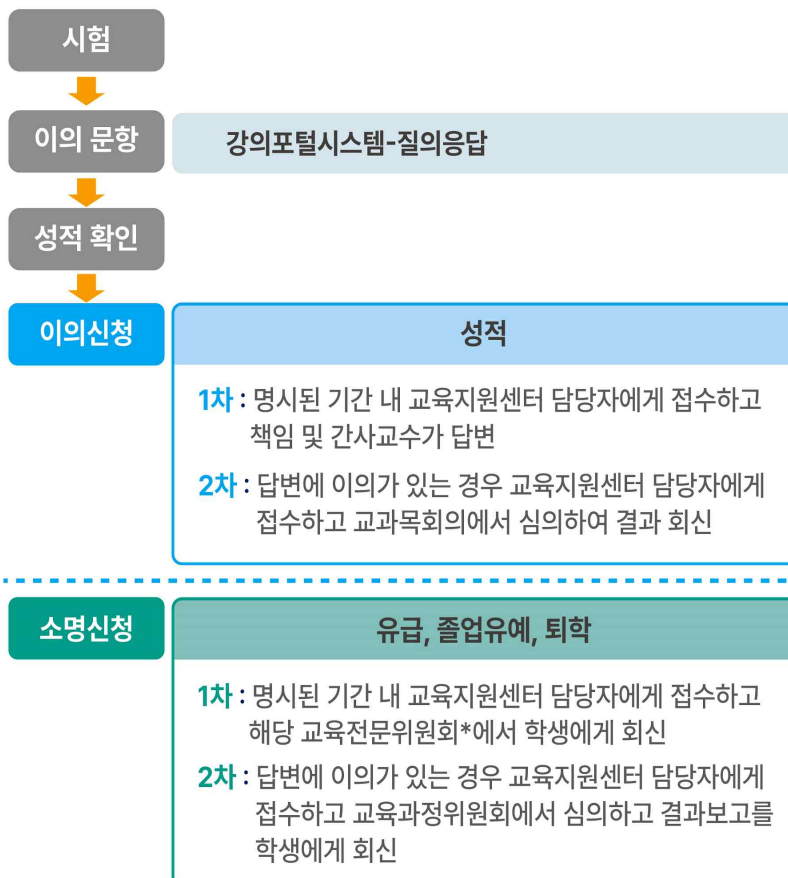 시험
이의 문항
강의포털시스템-질의응답
성적 확인
이의신청
성적
1차 : 명시된 기간 내 교육지원센터 담당자에게 접수하고
책임 및 간사교수가 답변
2차 : 답변에 이의가 있는 경우 교육지원센터 담당자에게
접수하고 교과목회의에서 심의하여 결과 회신
소명신청
유급, 졸업유예, 퇴학
1차 : 명시된 기간 내 교육지원센터 담당자에게 접수하고
해당 교육전문위원회*에서 학생에게 회신
2차 : 답변에 이의가 있는 경우 교육지원센터 담당자에게
접수하고 교육과정위원회에서 심의하고 결과보고를
학생에게 회신